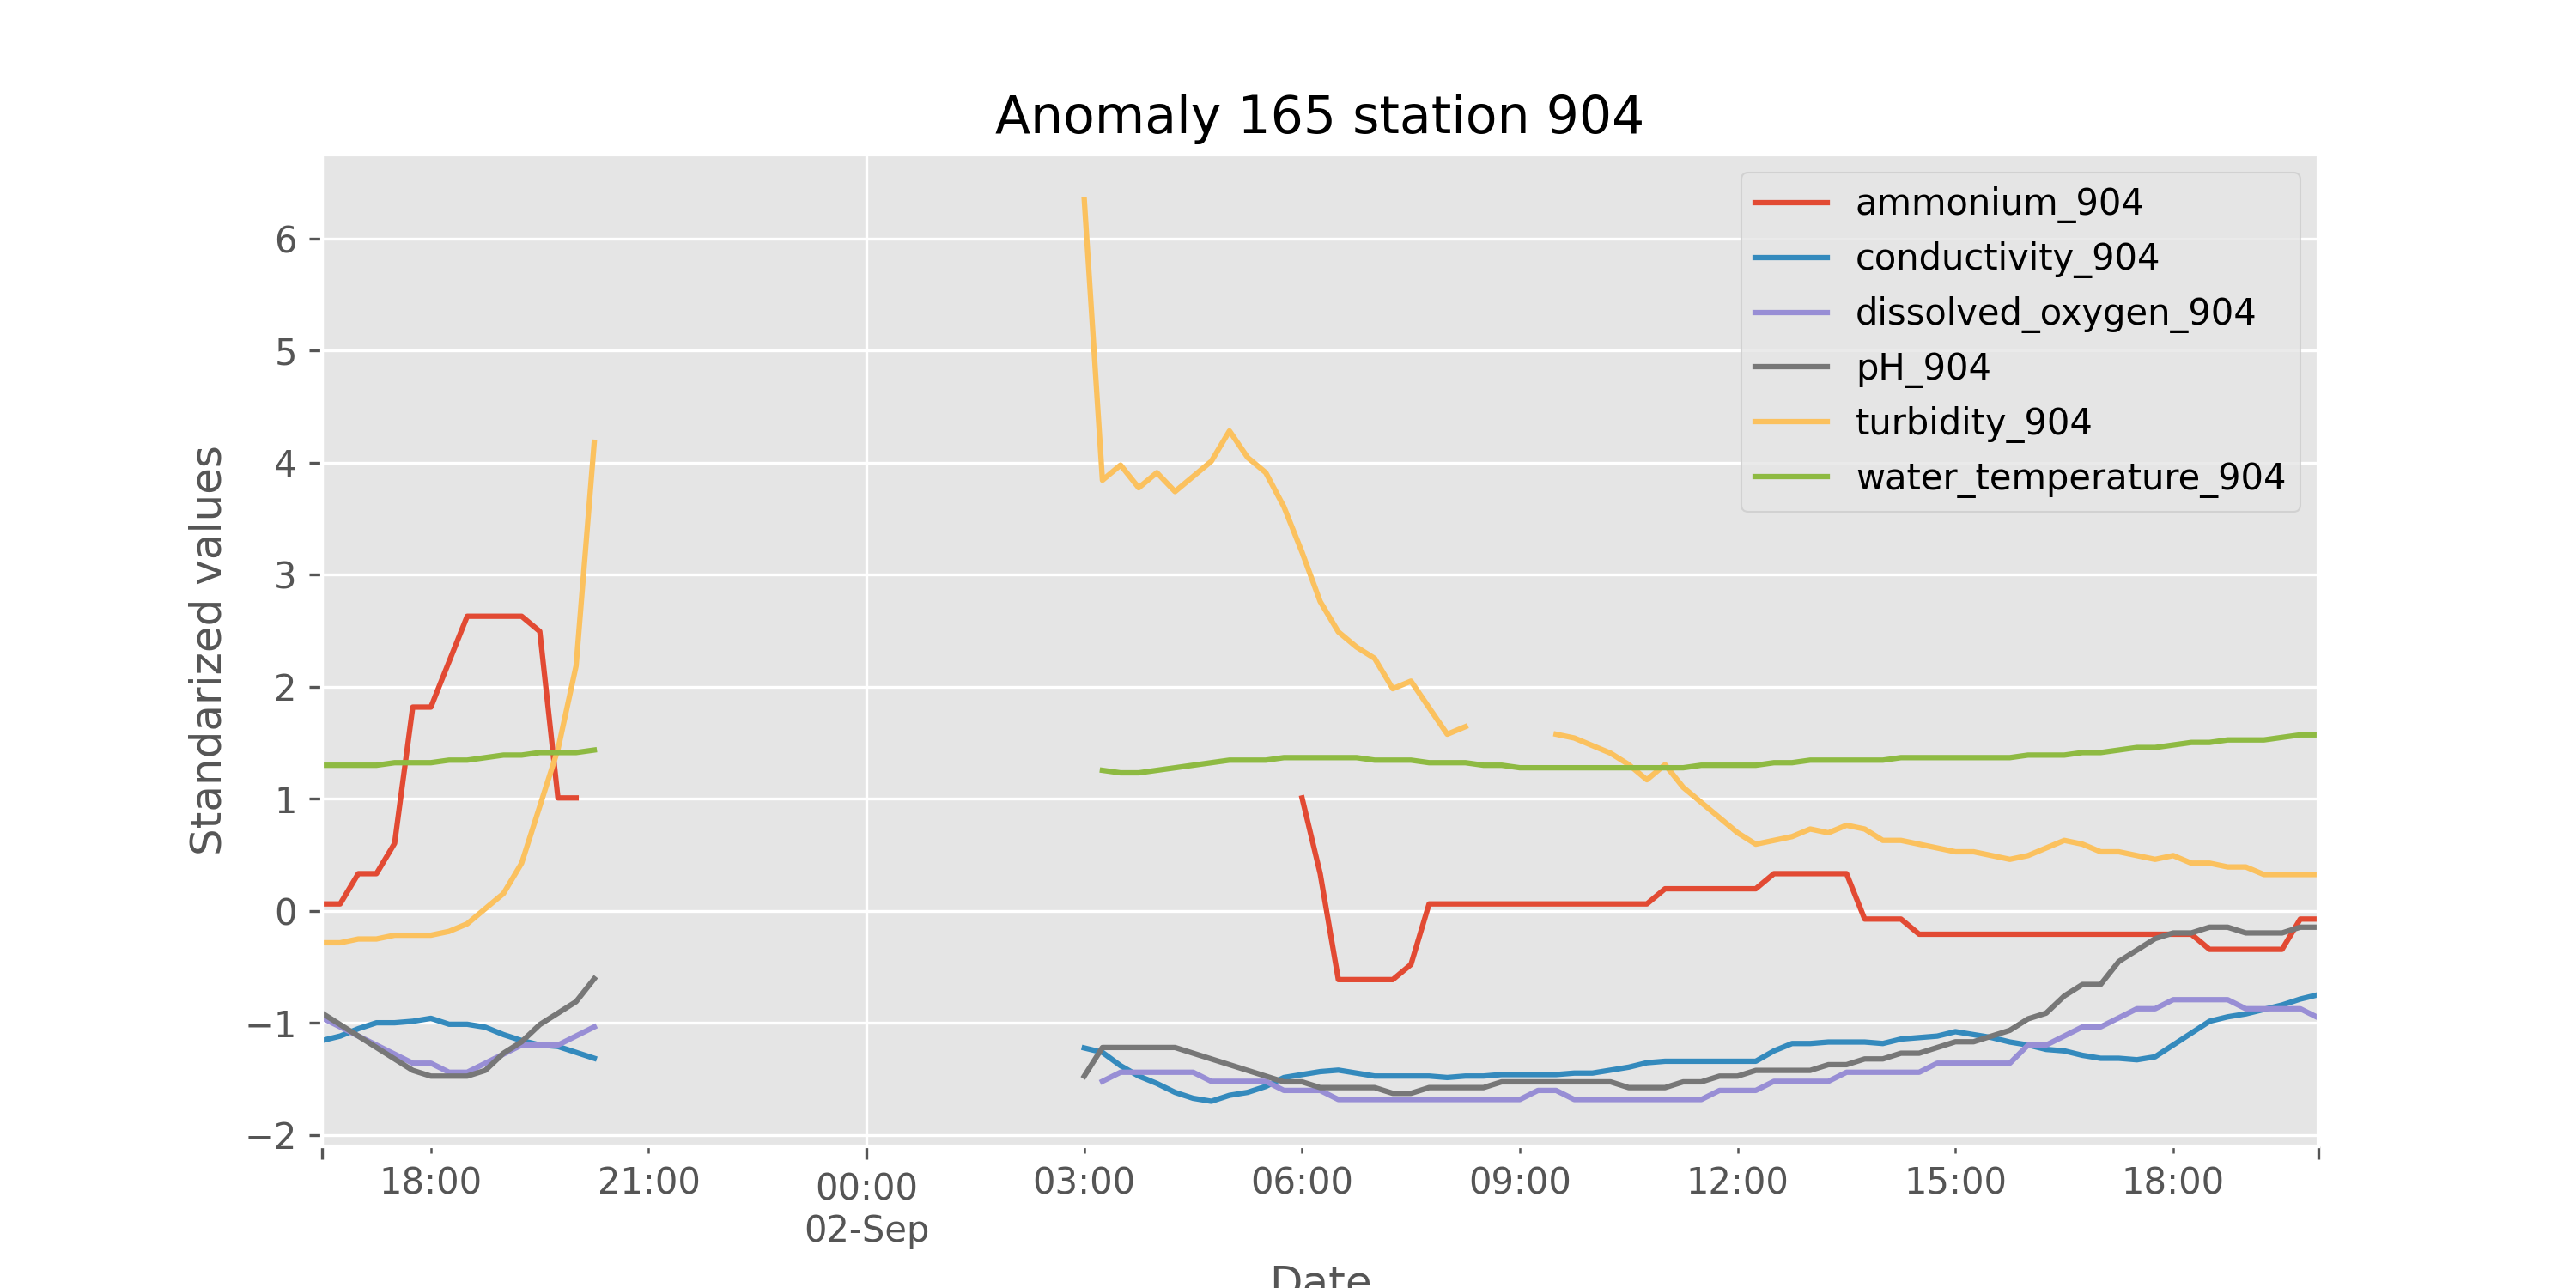 Anomaly 165 station 904
ammonium_904
conductivity_904
dissolved_oxygen_904
pH_904
turbidity_904
water_temperature_904
Standarized values
6
5
4
3
2
1
0
−1
−2
18:00 21:00 00:00 03:00 06:00 09:00 12:00 15:00 18:00
02-Sep
Date